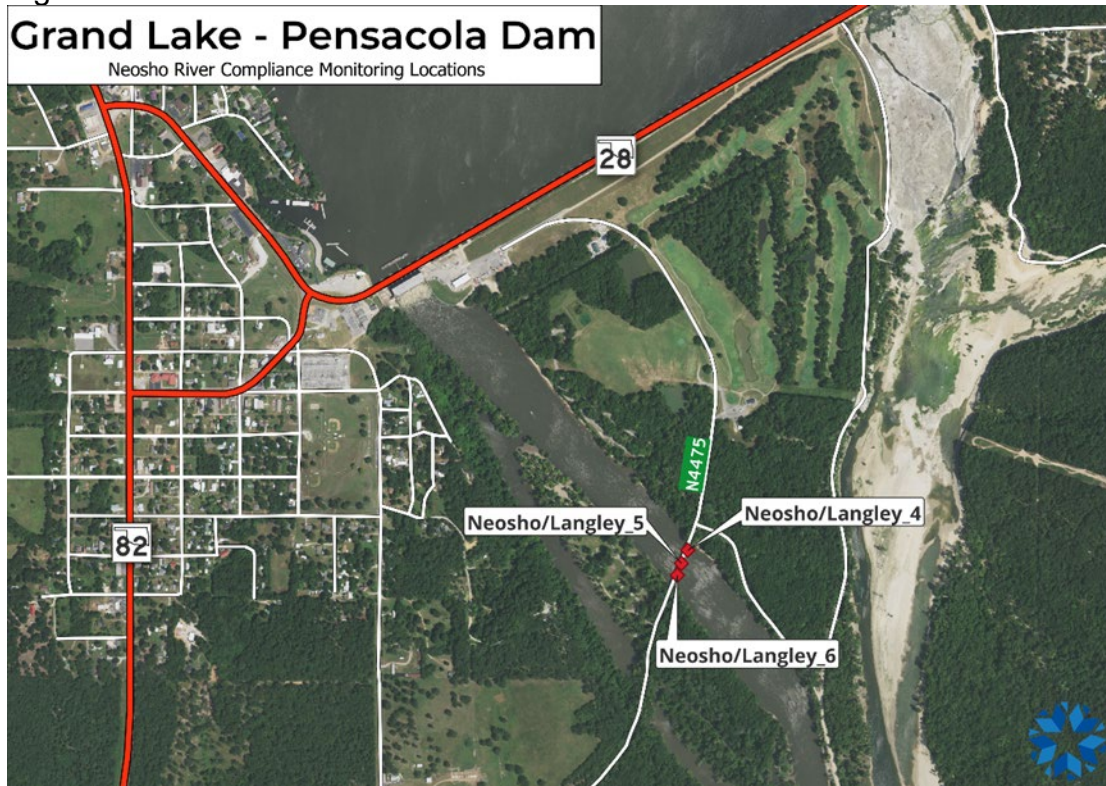 Grand Lake - Pensacola Dam
Neosho River Compliance Monitoring Locations
28
N4475
Neosho/Langley_5
Neosho/Langley_4
82
Neosho/Langley_6